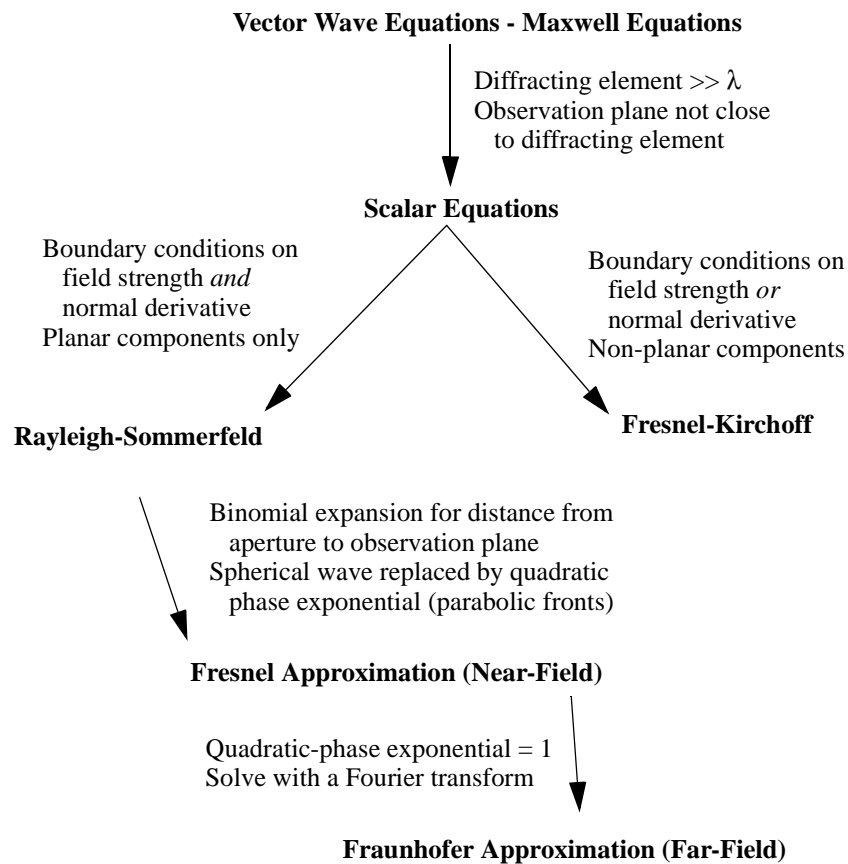 Vector Wave Equations - Maxwell Equations
Diffracting element >> λ
Observation plane not close
to diffracting element
Scalar Equations
Boundary conditions on
field strength and
normal derivative
Planar components only
Boundary conditions on
field strength or
normal derivative
Non-planar components
Rayleigh-Sommerfeld
Fresnel-Kirchoff
Binomial expansion for distance from
aperture to observation plane
Spherical wave replaced by quadratic
phase exponential (parabolic fronts)
Fresnel Approximation (Near-Field)
Quadratic-phase exponential = 1
Solve with a Fourier transform
Fraunhofer Approximation (Far-Field)